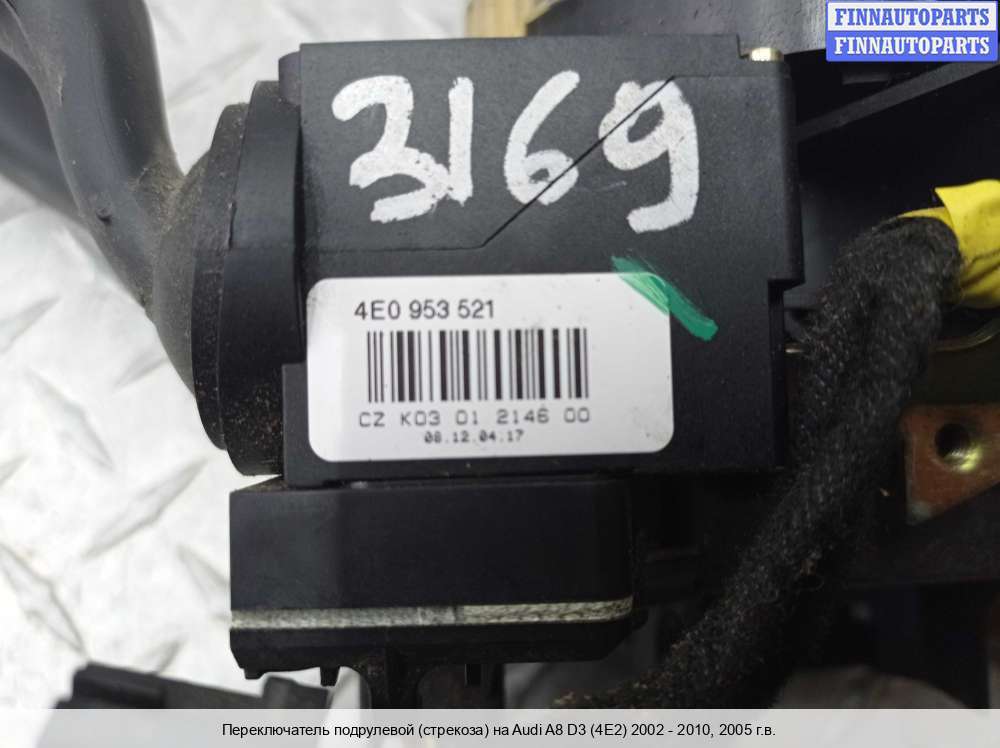 FINNAUTOPARTS
FINNAUTOPARTS
3169
4E0 953 521
CZ K03 01 2146 00
08.12.04.17
Переключатель подрулевой (стрекоза) на Audi A8 D3 (4E2) 2002 - 2010, 2005 г.в.